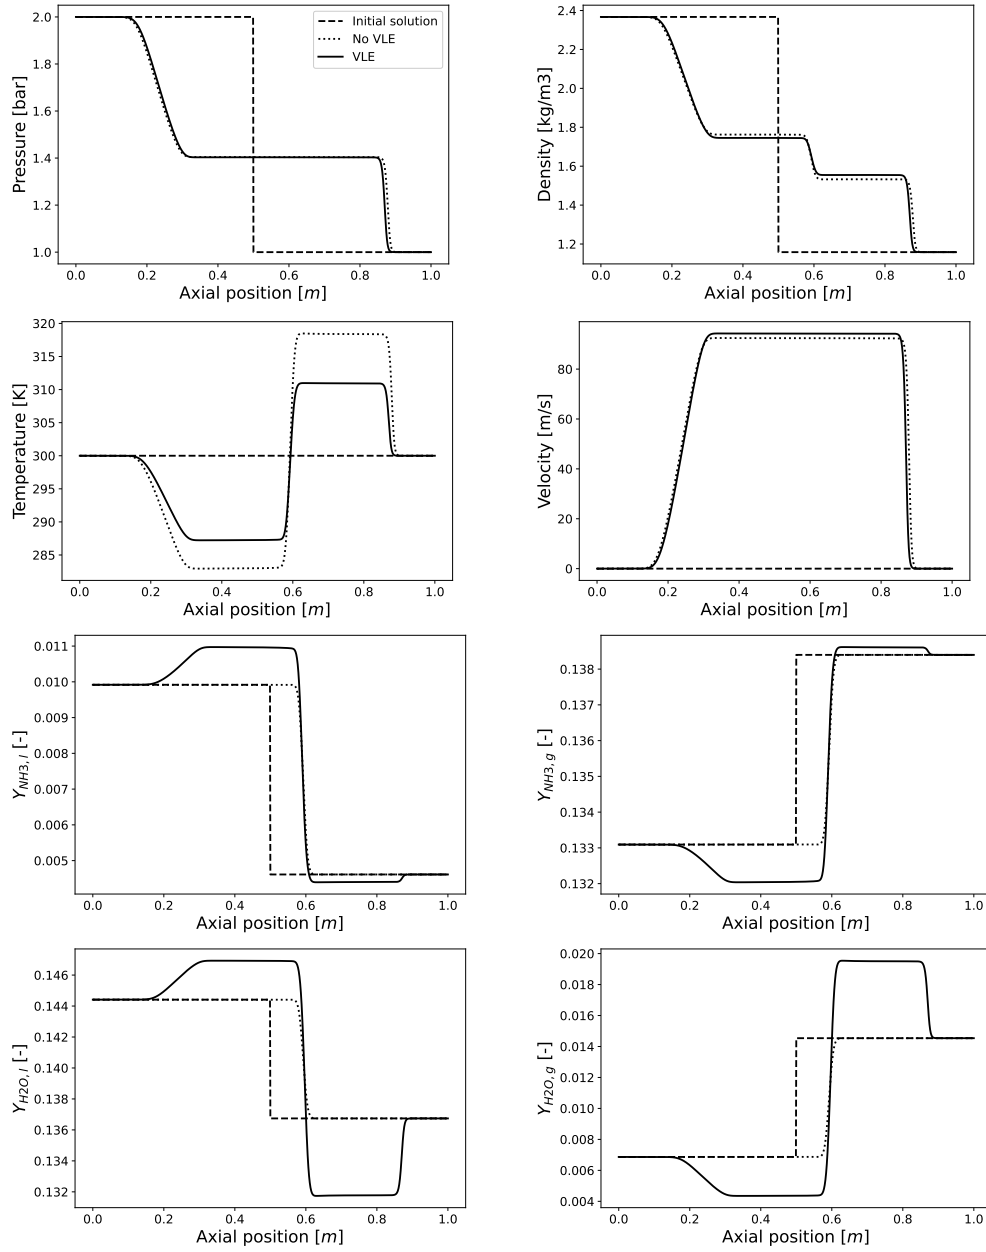 2.0
1.8
1.6
1.4
1.2
1.0
Pressure [bar]
Initial solution
No VLE
VLE
0.0 0.2 0.4 0.6 0.8 1.0
Axial position [m]
2.4
2.2
2.0
1.8
1.6
1.4
1.2
Density [kg/m3]
0.0 0.2 0.4 0.6 0.8 1.0
Axial position [m]
320
315
310
305
300
295
290
285
Temperature [K]
0.0 0.2 0.4 0.6 0.8 1.0
Axial position [m]
80
60
40
20
0
Velocity [m/s]
0.0 0.2 0.4 0.6 0.8 1.0
Axial position [m]
0.011
0.010
0.009
0.008
0.007
0.006
0.005
Y_{NH3, l} [-]
0.0 0.2 0.4 0.6 0.8 1.0
Axial position [m]
0.138
0.137
0.136
0.135
0.134
0.133
0.132
Y_{NH3, g} [-]
0.0 0.2 0.4 0.6 0.8 1.0
Axial position [m]
0.146
0.144
0.142
0.140
0.138
0.136
0.134
0.132
Y_{H2O, l} [-]
0.0 0.2 0.4 0.6 0.8 1.0
Axial position [m]
0.020
0.018
0.016
0.014
0.012
0.010
0.008
0.006
0.004
Y_{H2O, g} [-]
0.0 0.2 0.4 0.6 0.8 1.0
Axial position [m]